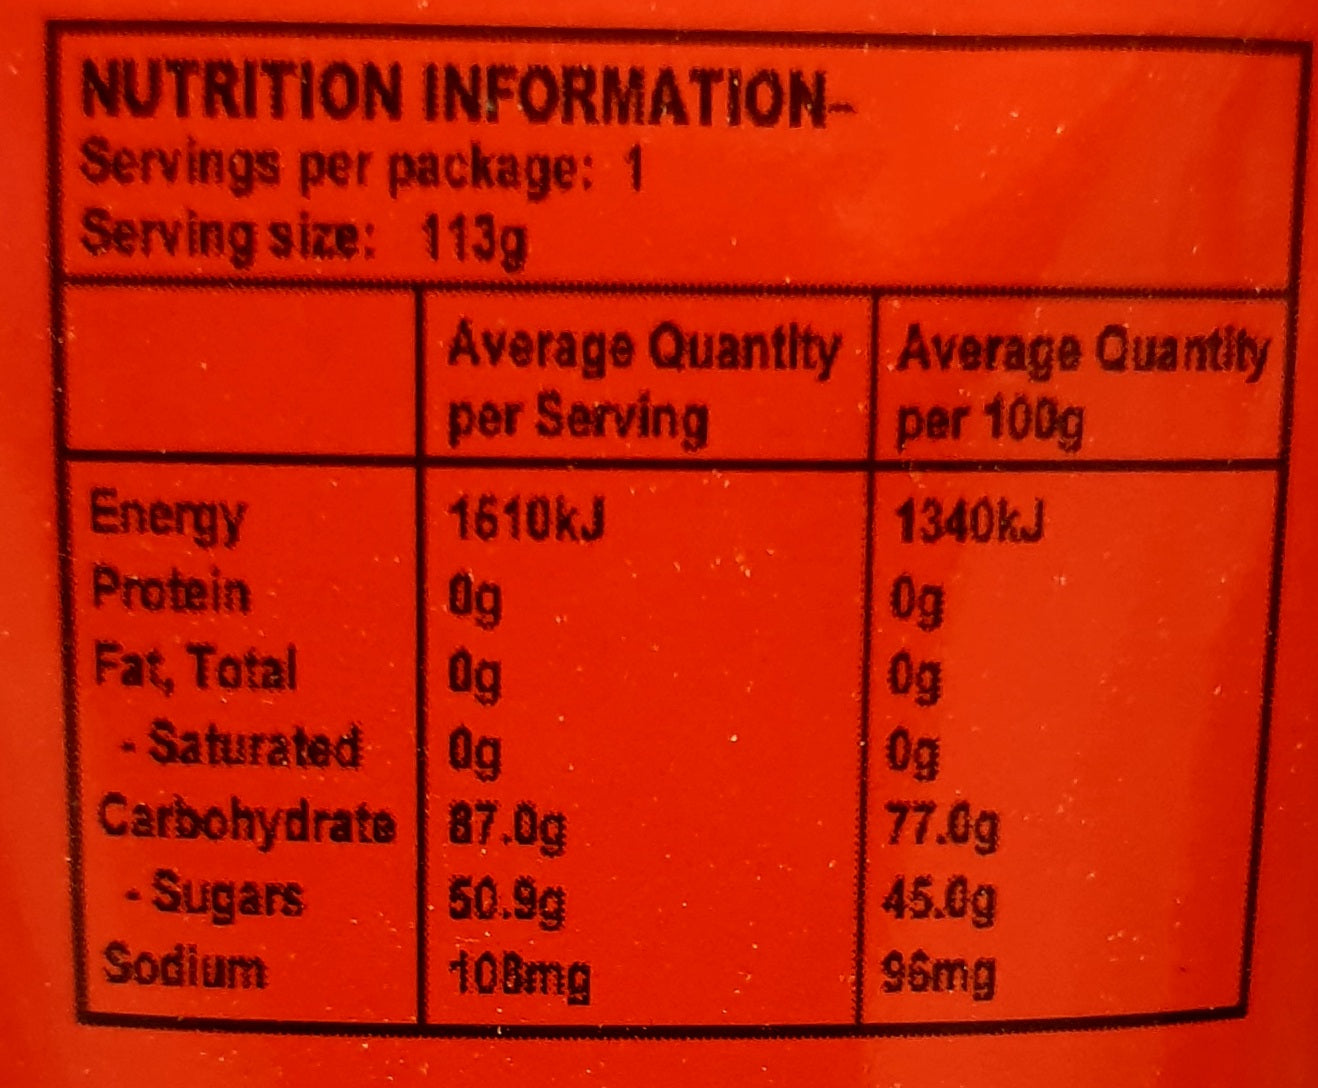 NUTRITION INFORMATION-
Servings per package: 1
Serving size: 113g
Average Quantity per Serving
Average Quantity per 100g
Energy 1610kJ 1340kJ
Protein 0g 0g
Fat, Total 0g 0g
- Saturated 0g 0g
Carbohydrate 87.0g 77.0g
- Sugars 50.9g 45.0g
Sodium 108mg 96mg